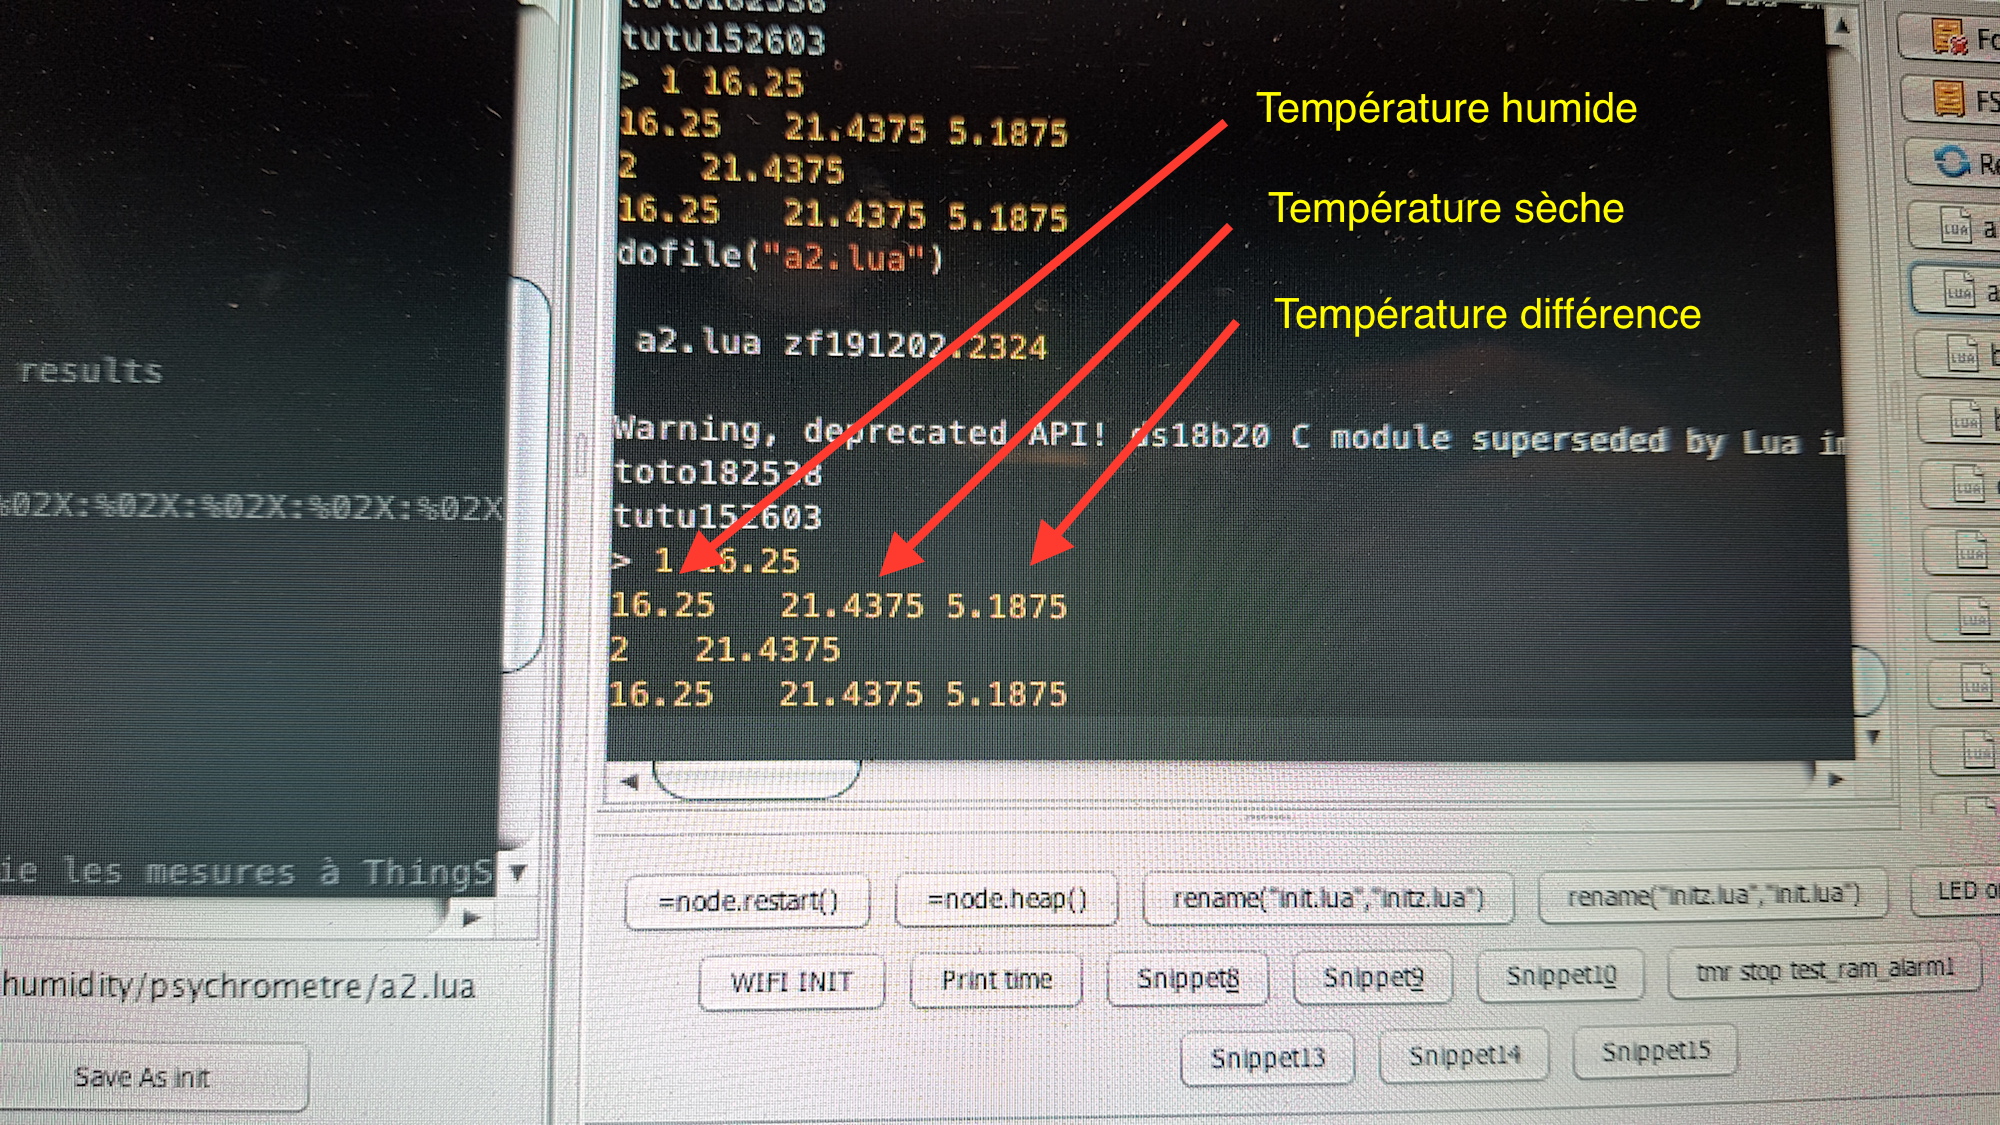 tutu152603
> 1 16.25
16.25 21.4375 5.1875
2 21.4375
16.25 21.4375 5.1875
dofile("a2.lua")
a2.lua zf191202.2324
Warning, deprecated API! ds18b20 C module superseded by Lua
toto182538
tutu152603
> 1 16.25
16.25 21.4375 5.1875
2 21.4375
16.25 21.4375 5.1875
Température humide
Température sèche
Température différence
results
%02X:%02X:%02X:%02X:%02X
les mesures à ThingS
humidity/psychrometre/a2.lua
Save As init
=node.restart()
=node.heap()
rename("init.lua","initz.lua")
rename("initz.lua","init.lua")
LED
WIFI INIT
Print time
Snippet8
Snippet9
Snippet10
tmr stop test_ram_alarm1
Snippet13
Snippet14
Snippet15